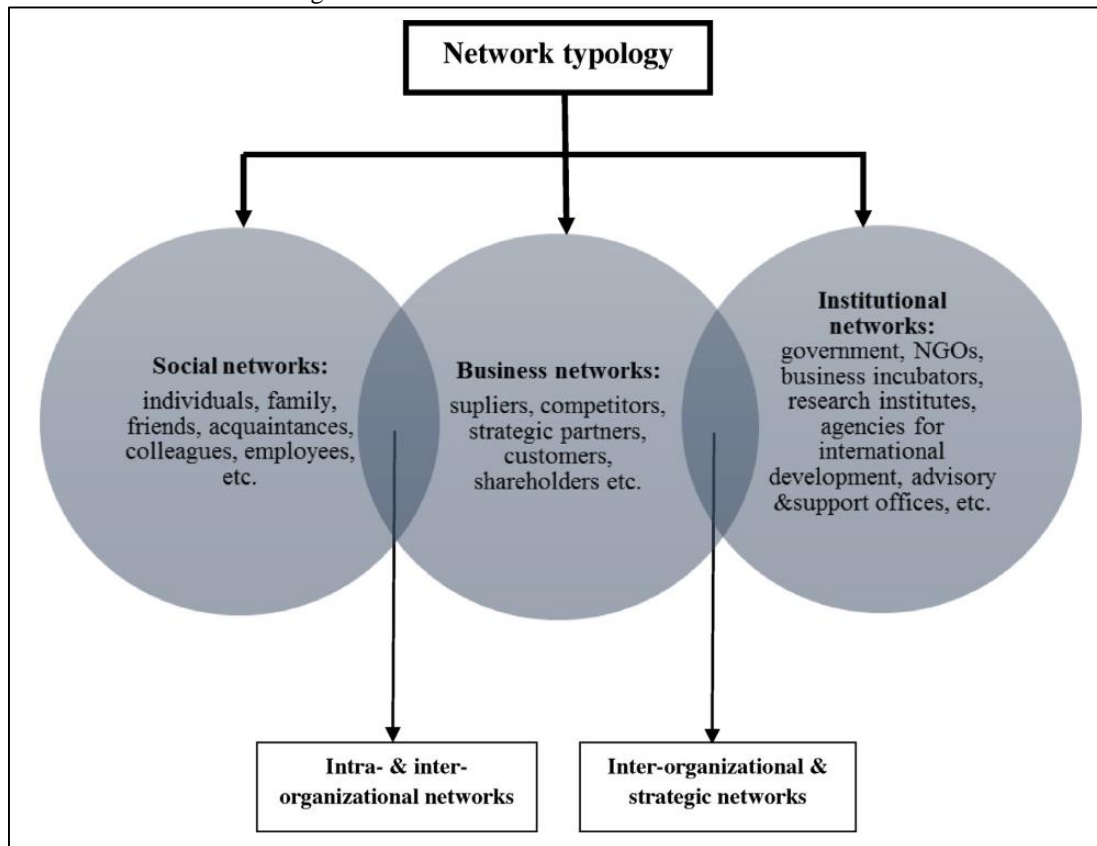 Network typology
Social networks:
individuals, family,
friends, acquaintances,
colleagues, employees,
etc.
Business networks:
supliers, competitors,
strategic partners,
customers,
shareholders etc.
Institutional
networks:
government, NGOs,
business incubators,
research institutes,
agencies for
international
development, advisory
&support offices, etc.
Intra- & inter-
organizational networks
Inter-organizational &
strategic networks